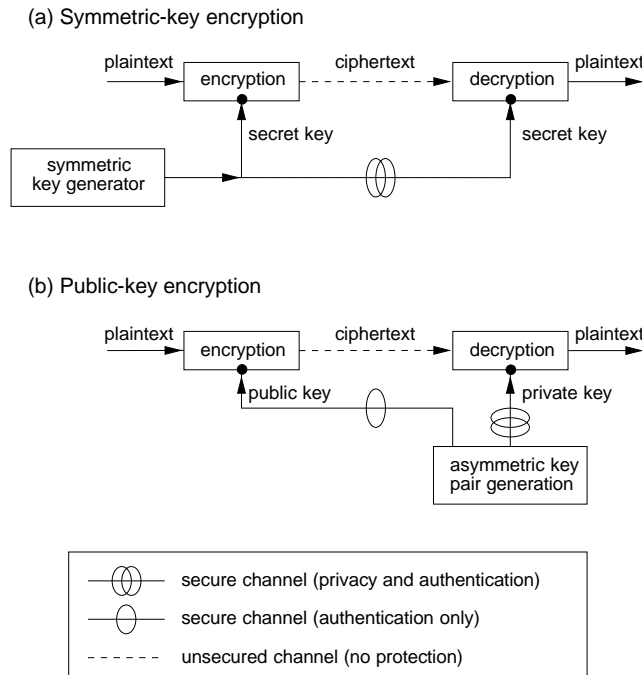 (a) Symmetric-key encryption
plaintext
encryption
ciphertext
decryption
plaintext
secret key
secret key
symmetric
key generator
(b) Public-key encryption
plaintext
encryption
ciphertext
decryption
plaintext
public key
private key
asymmetric key
pair generation
secure channel (privacy and authentication)
secure channel (authentication only)
unsecured channel (no protection)